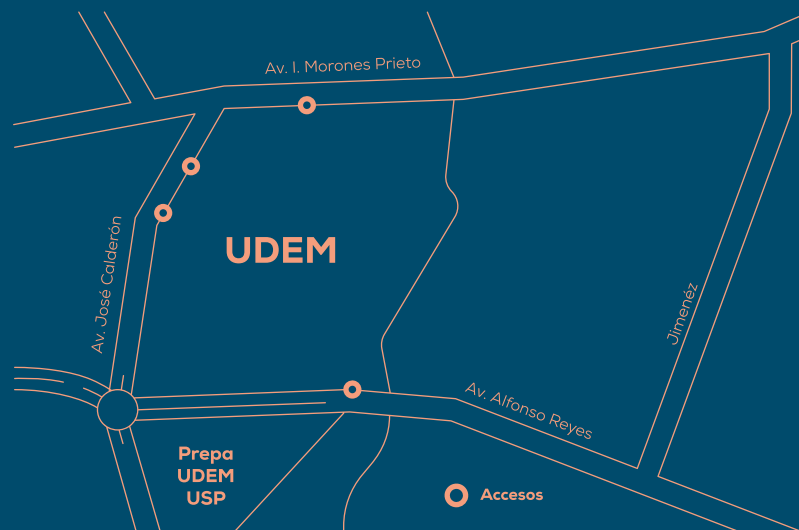 Av. I. Morones Prieto
Av. José Calderón
UDEM
Jimenéz
Av. Alfonso Reyes
Prepa
UDEM
USP
Accesos